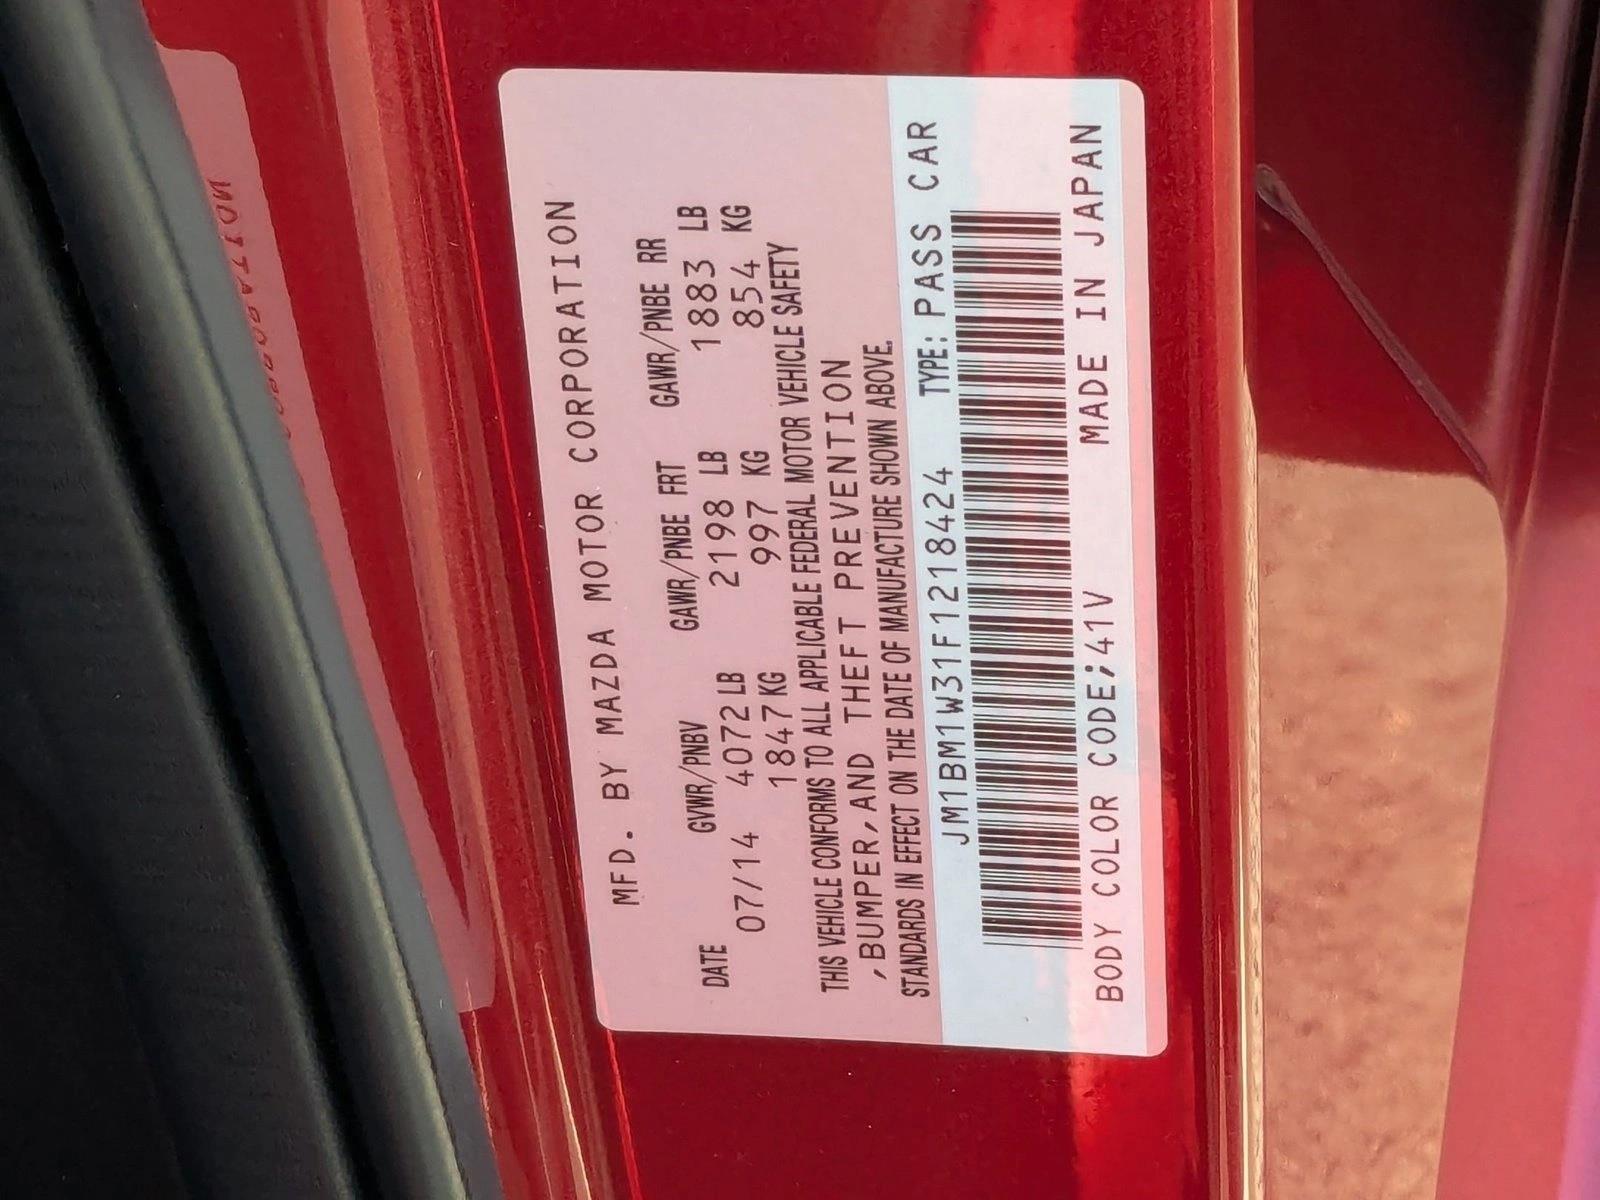 MFD. BY MAZDA MOTOR CORPORATION
DATE GVWR/PNBV GAWR/PNBE FRT GAWR/PNBE RR
07/14 4072 LB 2198 LB 1883 LB
1847 KG 997 KG 854 KG
THIS VEHICLE CONFORMS TO ALL APPLICABLE FEDERAL MOTOR VEHICLE SAFETY
,BUMPER,AND THEFT PREVENTION
STANDARDS IN EFFECT ON THE DATE OF MANUFACTURE SHOWN ABOVE.
JM1BM1W31F1218424 TYPE: PASS CAR
BODY COLOR CODE;41V MADE IN JAPAN